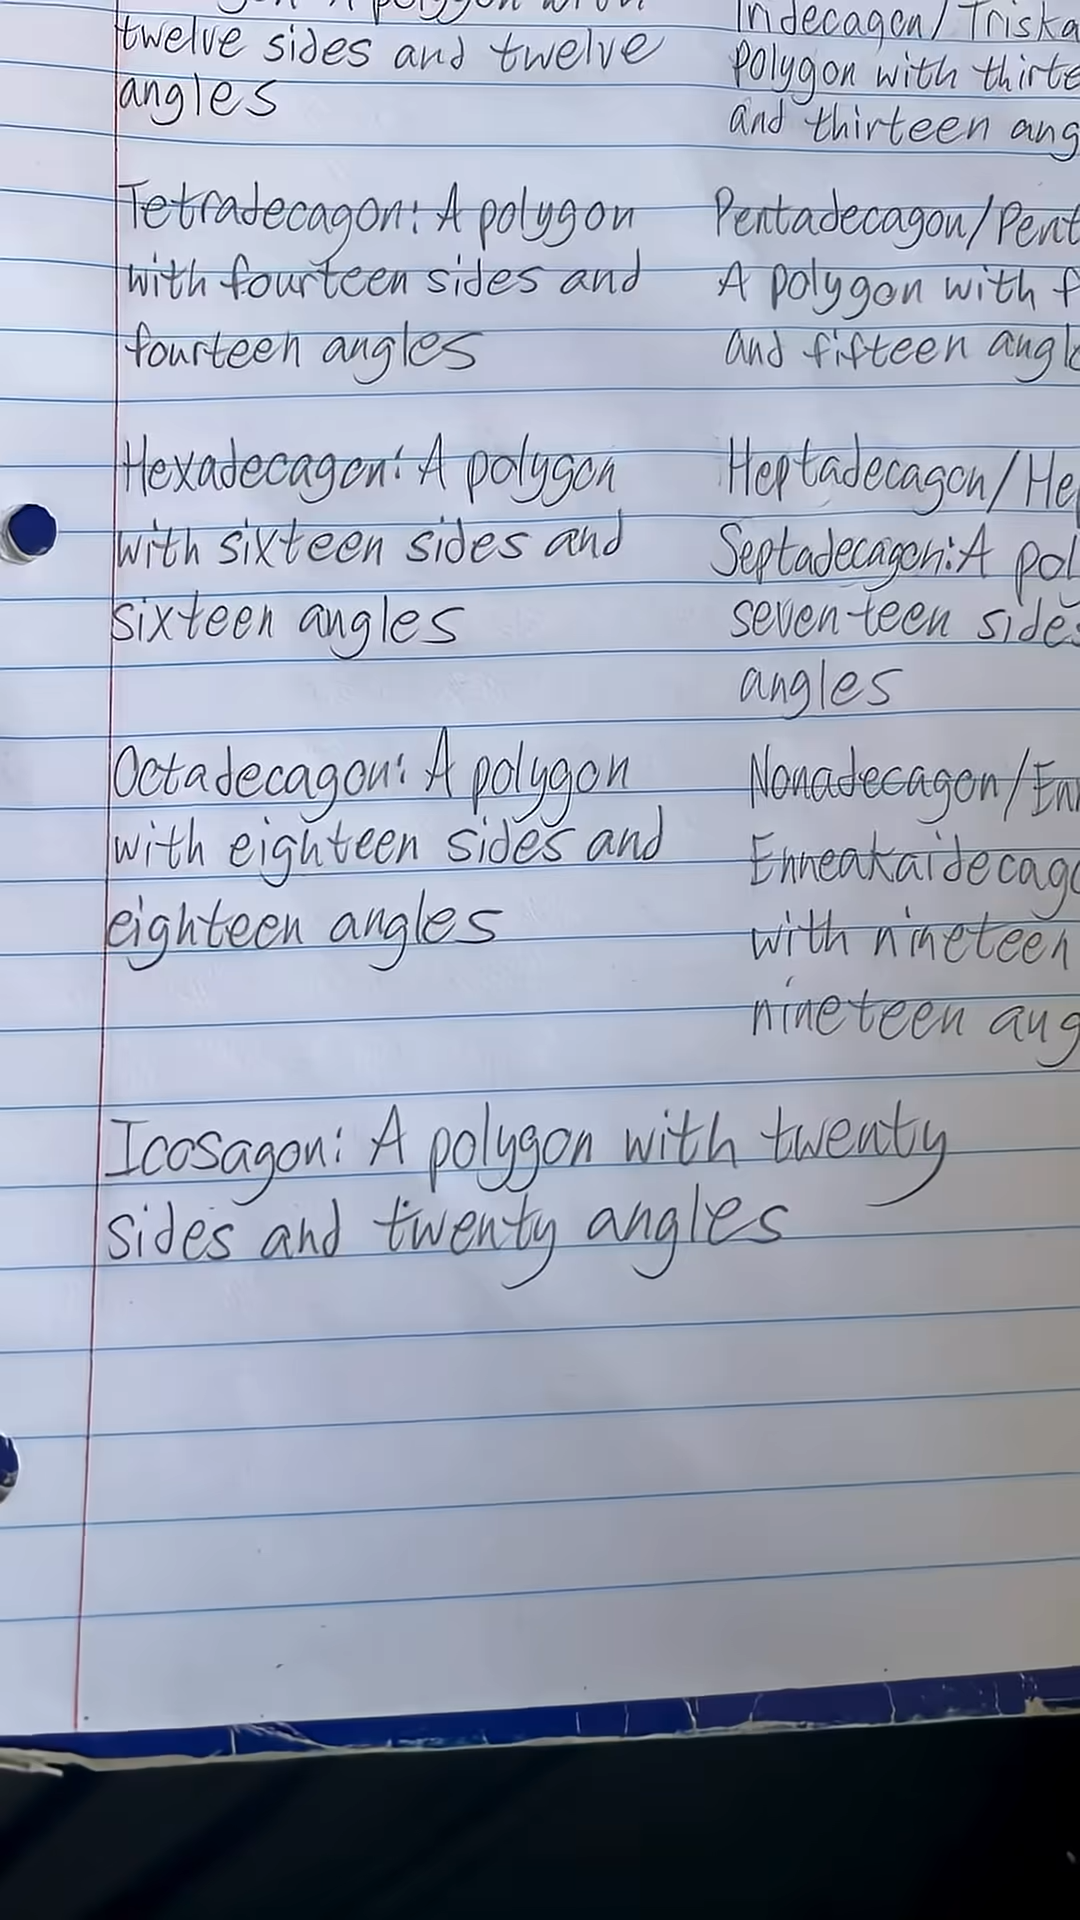 twelve sides and twelve
angles
polygon with
and thirteen
Tetradecagon: A polygon
with fourteen sides and
fourteen angles
Pentadecagon/
A polygon with
and fifteen
Hexadecagon: A polygon
with sixteen sides and
sixteen angles
Heptadecagon/
Septadecagon: A
seventeen sides
angles
Octadecagon: A polygon
with eighteen sides and
eighteen angles
Nonadecagon/
with nineteen
nineteen
Icosagon: A polygon with twenty
sides and twenty angles